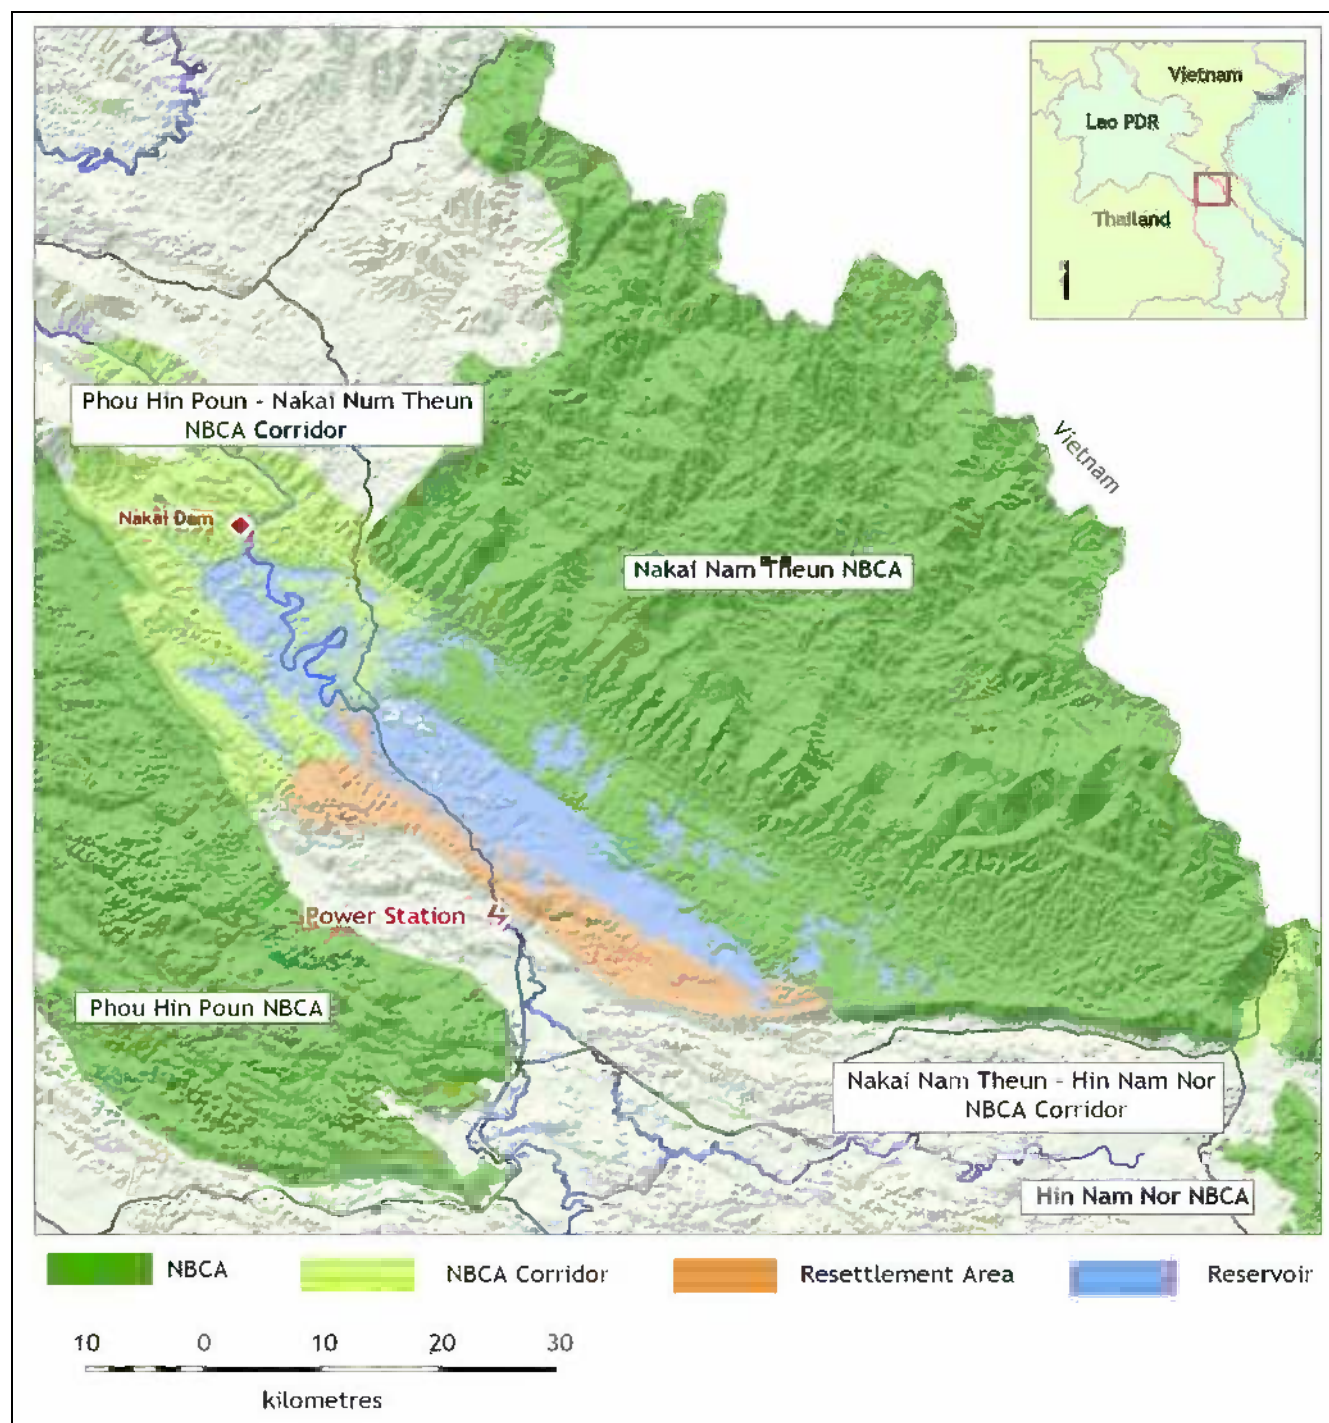 Vietnam
Lao PDR
Thailand
Phou Hin Poun - Nakai Num Theun
NBCA Corridor
Vietnam
Nakai Dam
Nakai Nam Theun NBCA
Power Station
Phou Hin Poun NBCA
Nakai Nam Theun - Hin Nam Nor
NBCA Corridor
Hin Nam Nor NBCA
NBCA
NBCA Corridor
Resettlement Area
Reservoir
10 0 10 20 30
kilometres